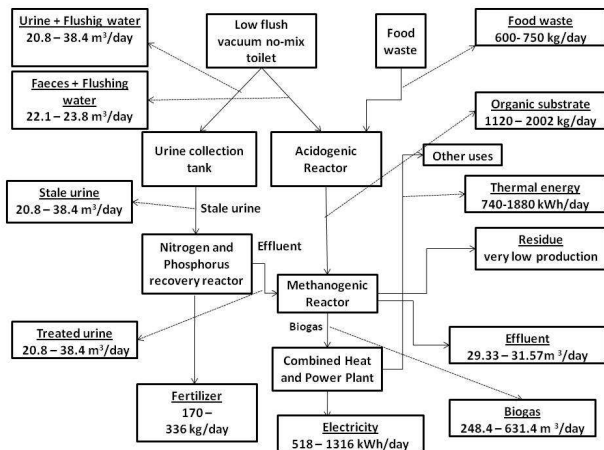 Urine + Flushig water
20.8 – 38.4 m³/day
Low flush
vacuum no-mix
toilet
Food
waste
Food waste
600- 750 kg/day
Faeces + Flushing
water
22.1 – 23.8 m³/day
Organic substrate
1120 – 2002 kg/day
Urine collection
tank
Acidogenic
Reactor
Other uses
Stale urine
20.8 – 38.4 m³/day
Stale urine
Thermal energy
740-1880 kWh/day
Nitrogen and
Phosphorus
recovery reactor
Effluent
Methanogenic
Reactor
Residue
very low production
Treated urine
20.8 – 38.4 m³/day
Biogas
Combined Heat
and Power Plant
Effluent
29.33 – 31.57m ³/day
Fertilizer
170 –
336 kg/day
Electricity
518 – 1316 kWh/day
Biogas
248.4 – 631.4 m ³/day